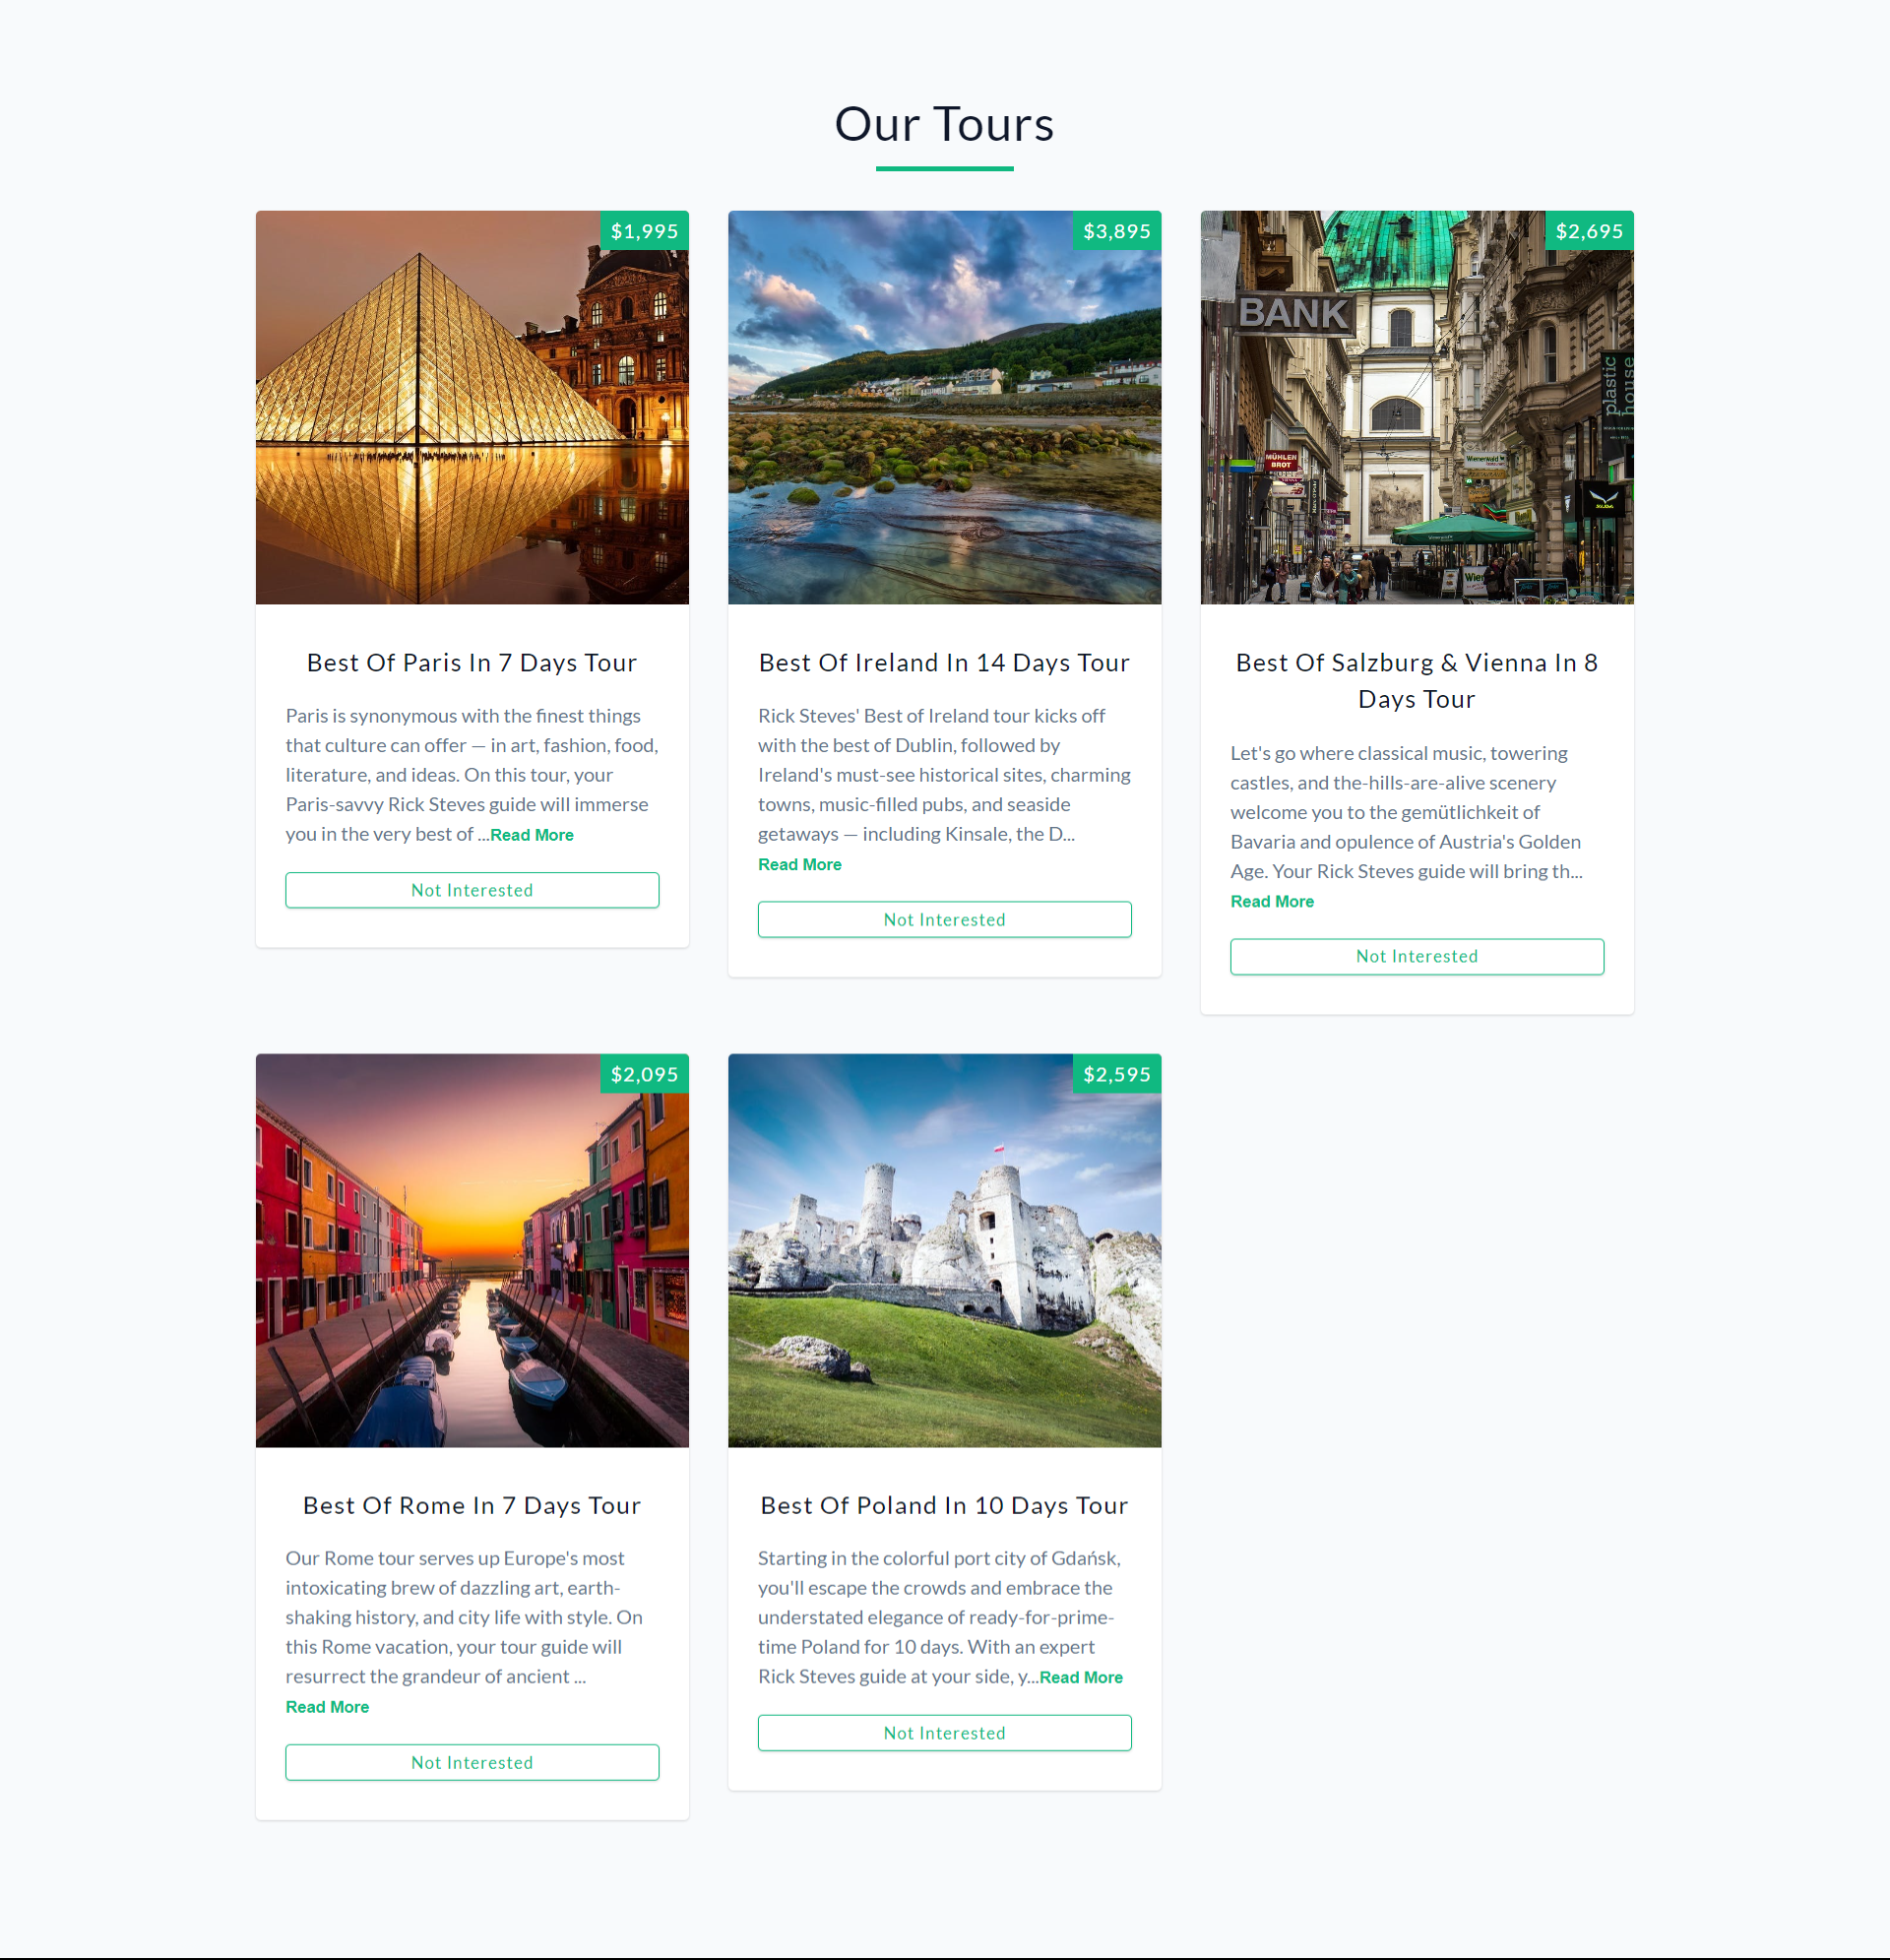 Our Tours
$1,995
Best Of Paris In 7 Days Tour
Paris is synonymous with the finest things
that culture can offer — in art, fashion, food,
literature, and ideas. On this tour, your
Paris-savvy Rick Steves guide will immerse
you in the very best of ...Read More
Not Interested
$3,895
Best Of Ireland In 14 Days Tour
Rick Steves' Best of Ireland tour kicks off
with the best of Dublin, followed by
Ireland's must-see historical sites, charming
towns, music-filled pubs, and seaside
getaways — including Kinsale, the D...
Read More
Not Interested
$2,695
BANK
plastic
house
MÜHLEN
BROT
Wienerwald
Best Of Salzburg & Vienna In 8
Days Tour
Let's go where classical music, towering
castles, and the-hills-are-alive scenery
welcome you to the gemütlichkeit of
Bavaria and opulence of Austria's Golden
Age. Your Rick Steves guide will bring th...
Read More
Not Interested
$2,095
Best Of Rome In 7 Days Tour
Our Rome tour serves up Europe's most
intoxicating brew of dazzling art, earth-
shaking history, and city life with style. On
this Rome vacation, your tour guide will
resurrect the grandeur of ancient ...
Read More
Not Interested
$2,595
Best Of Poland In 10 Days Tour
Starting in the colorful port city of Gdańsk,
you'll escape the crowds and embrace the
understated elegance of ready-for-prime-
time Poland for 10 days. With an expert
Rick Steves guide at your side, y...Read More
Not Interested